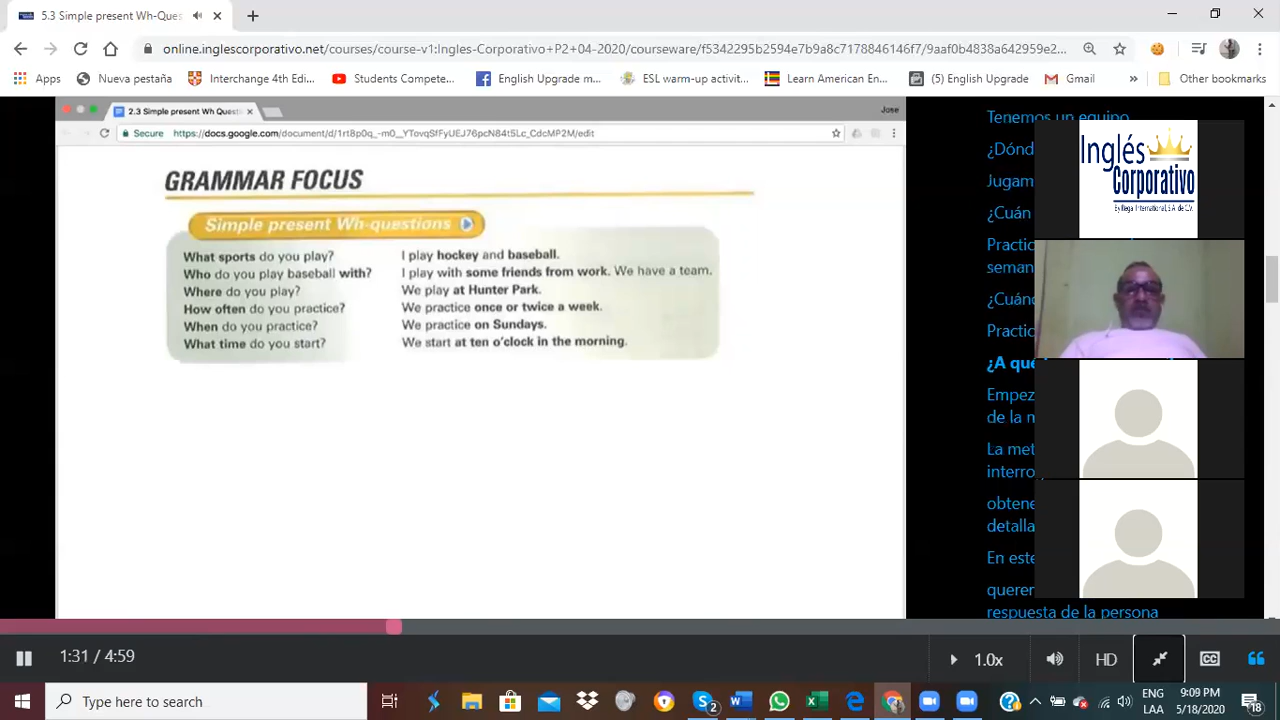 5.3 Simple present Wh-Ques
online.inglescorporativo.net/courses/course-v1:Ingles-Corporativo+P2+04-2020/courseware/f5342295b2594e7b9a8c7178846146f7/9aaf0b4838a642959e2...
Apps Nueva pestaña Interchange 4th Edi... Students Compete... English Upgrade m... ESL warm-up activit... Learn American En... (5) English Upgrade Gmail » Other bookmarks
2.3 Simple present Wh Quest
Jose
Secure https://docs.google.com/document/d/1rt8p0q_-m0__YTovqSfFyUEJ76pcN84t5Lc_CdcMP2M/edit
GRAMMAR FOCUS
Simple present Wh-questions
What sports do you play? I play hockey and baseball.
Who do you play baseball with? I play with some friends from work. We have a team.
Where do you play? We play at Hunter Park.
How often do you practice? We practice once or twice a week.
When do you practice? We practice on Sundays.
What time do you start? We start at ten o'clock in the morning.
Tenemos un equipo
¿Dónd
Jugam
¿Cuán
Practic
semana
¿Cuánd
Practic
¿A qué
Empez
de la m
La met
interro
obtene
detalla
En este
querer
respuesta de la persona
Inglés
Corporativo
1:31 / 4:59
1.0x
HD
CC
Type here to search
2
ENG
LAA
9:09 PM
5/18/2020
18